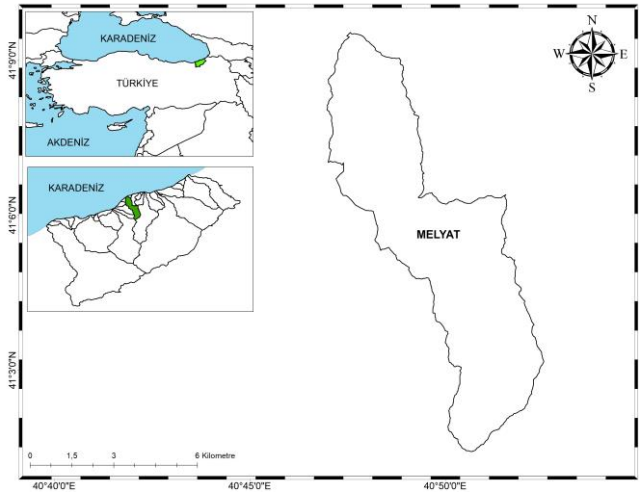 KARADENİZ
TÜRKİYE
AKDENİZ
KARADENİZ
N
W
E
S
MELYAT
41°9'0"N
41°6'0"N
41°3'0"N
0 1,5 3 6 Kilometre
40°40'0"E 40°45'0"E 40°50'0"E